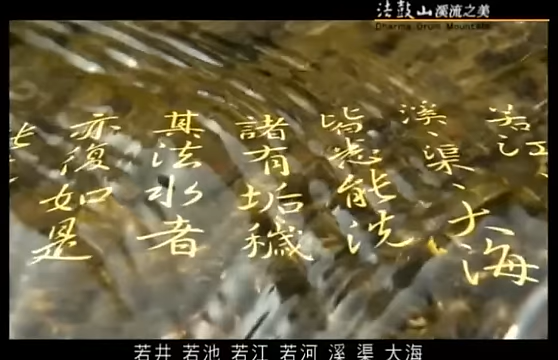 法鼓山溪流之美
Dharma Drum Mountain
若江
溪、渠、大海
皆悉能洗
諸有垢穢
其法水者
亦復如是
若井 若池 若江 若河 溪 渠 大海